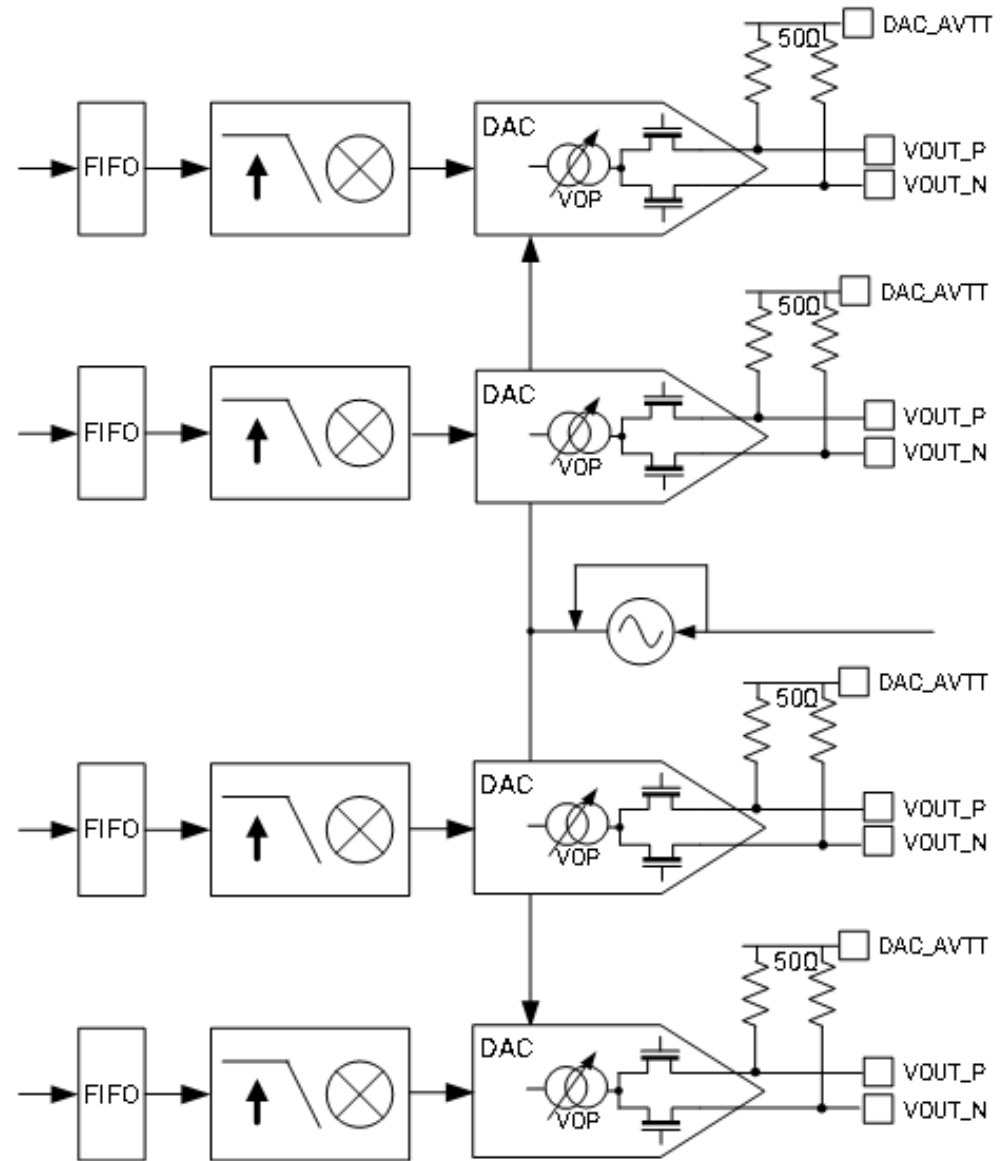 50Ω
DAC_AVTT
DAC
FIFO
VOP
VOUT_P
VOUT_N
50Ω
DAC_AVTT
DAC
FIFO
VOP
VOUT_P
VOUT_N
50Ω
DAC_AVTT
DAC
FIFO
VOP
VOUT_P
VOUT_N
50Ω
DAC_AVTT
DAC
FIFO
VOP
VOUT_P
VOUT_N